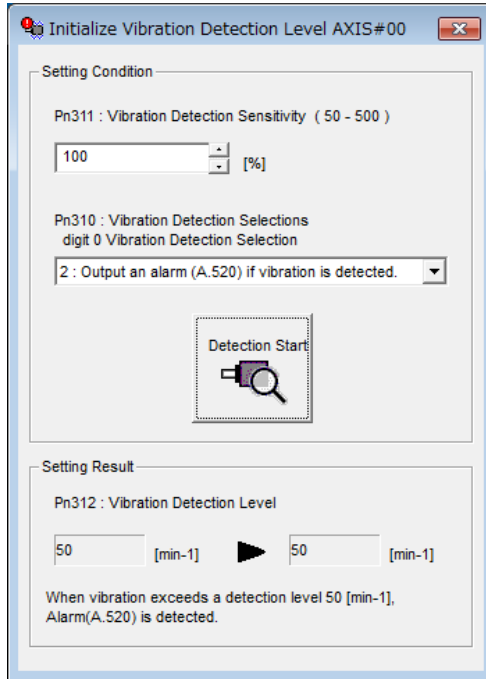 Initialize Vibration Detection Level AXIS#00
Setting Condition
Pn311 : Vibration Detection Sensitivity ( 50 - 500 )
100 [%]
Pn310 : Vibration Detection Selections
digit 0 Vibration Detection Selection
2 : Output an alarm (A.520) if vibration is detected.
Detection Start
Setting Result
Pn312 : Vibration Detection Level
50 [min-1] 50 [min-1]
When vibration exceeds a detection level 50 [min-1],
Alarm(A.520) is detected.